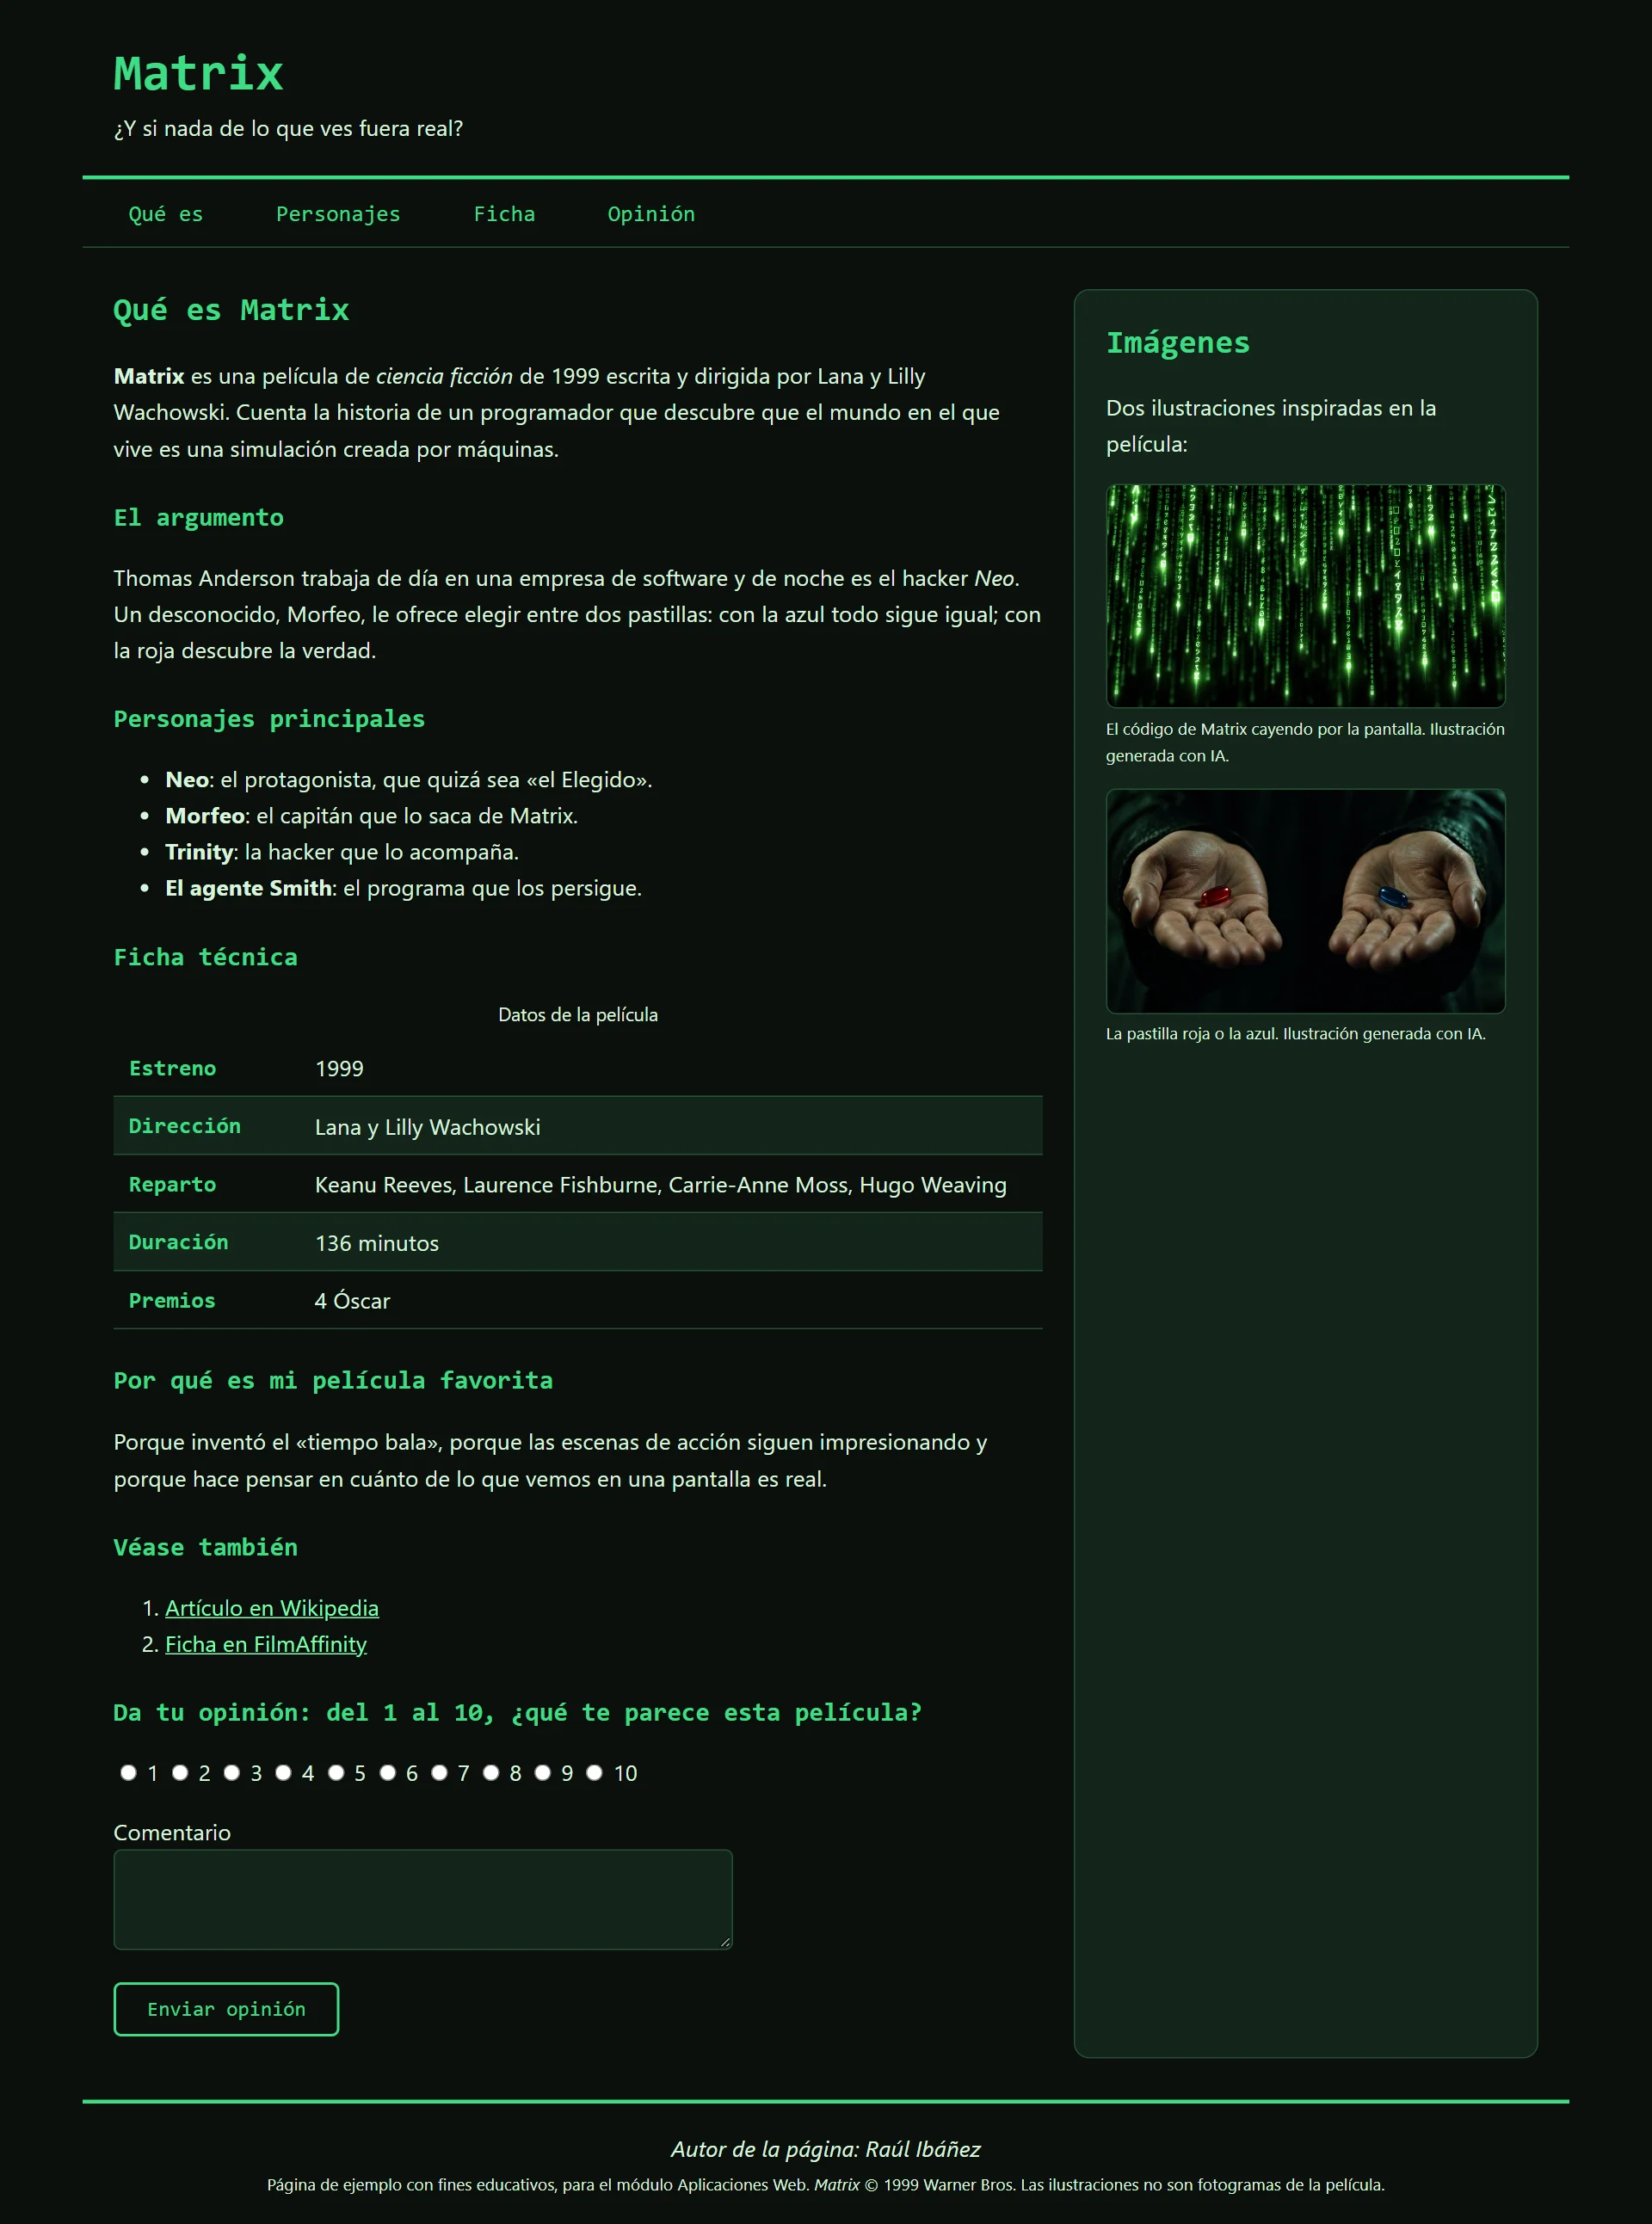 Matrix
¿Y si nada de lo que ves fuera real?
Qué es
Personajes
Ficha
Opinión
Qué es Matrix
Matrix es una película de ciencia ficción de 1999 escrita y dirigida por Lana y Lilly
Wachowski. Cuenta la historia de un programador que descubre que el mundo en el que
vive es una simulación creada por máquinas.
El argumento
Thomas Anderson trabaja de día en una empresa de software y de noche es el hacker Neo.
Un desconocido, Morfeo, le ofrece elegir entre dos pastillas: con la azul todo sigue igual; con
la roja descubre la verdad.
Personajes principales
• Neo: el protagonista, que quizá sea «el Elegido».
• Morfeo: el capitán que lo saca de Matrix.
• Trinity: la hacker que lo acompaña.
• El agente Smith: el programa que los persigue.
Ficha técnica
Datos de la película
Estreno 1999
Dirección Lana y Lilly Wachowski
Reparto Keanu Reeves, Laurence Fishburne, Carrie-Anne Moss, Hugo Weaving
Duración 136 minutos
Premios 4 Óscar
Por qué es mi película favorita
Porque inventó el «tiempo bala», porque las escenas de acción siguen impresionando y
porque hace pensar en cuánto de lo que vemos en una pantalla es real.
Véase también
1. Artículo en Wikipedia
2. Ficha en FilmAffinity
Da tu opinión: del 1 al 10, ¿qué te parece esta película?
1 2 3 4 5 6 7 8 9 10
Comentario
Enviar opinión
Imágenes
Dos ilustraciones inspiradas en la
película:
El código de Matrix cayendo por la pantalla. Ilustración
generada con IA.
La pastilla roja o la azul. Ilustración generada con IA.
Autor de la página: Raúl Ibáñez
Página de ejemplo con fines educativos, para el módulo Aplicaciones Web. Matrix © 1999 Warner Bros. Las ilustraciones no son fotogramas de la película.